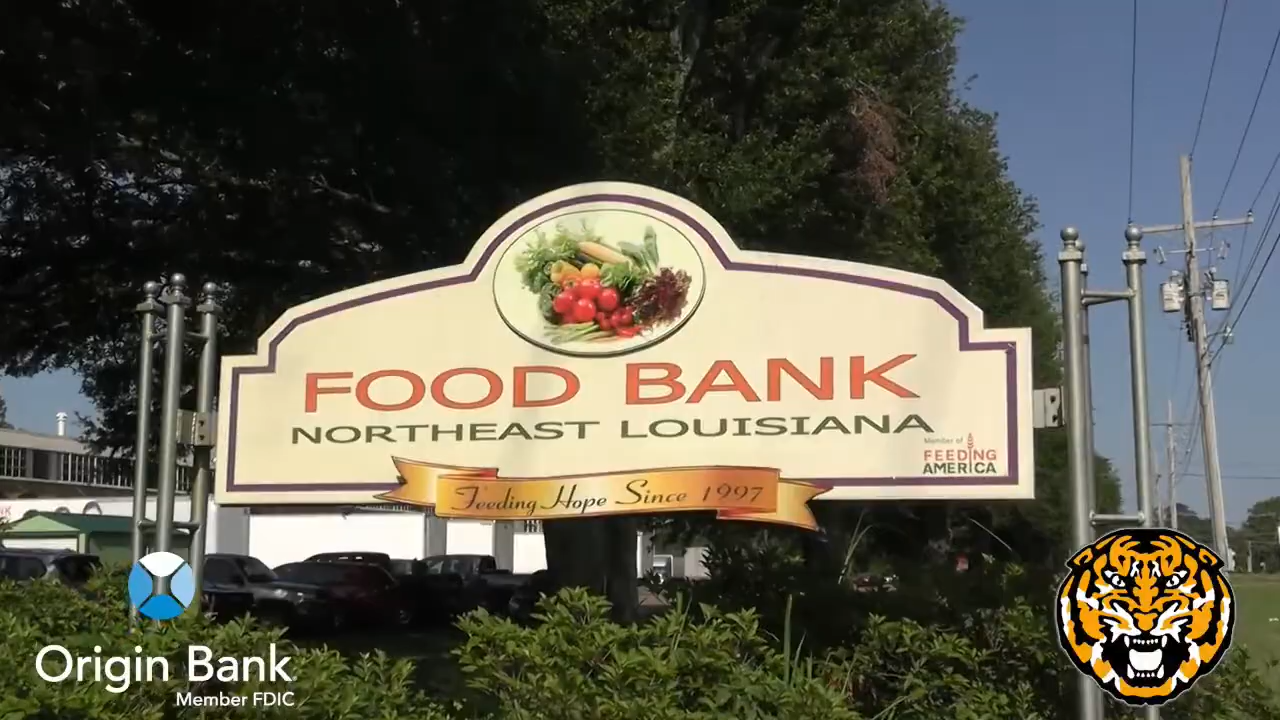 FOOD BANK
NORTHEAST LOUISIANA
Member of
FEEDING
AMERICA
Feeding Hope Since 1997
Origin Bank
Member FDIC